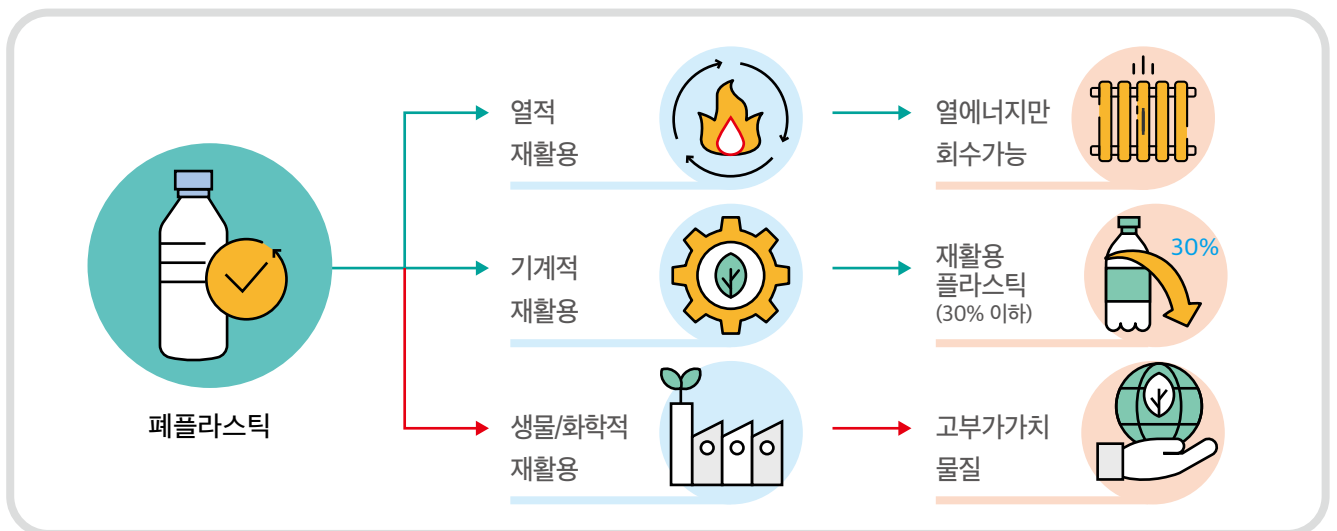 폐플라스틱
열적
재활용
열에너지만
회수가능
기계적
재활용
재활용
플라스틱
(30% 이하)
30%
생물/화학적
재활용
고부가가치
물질